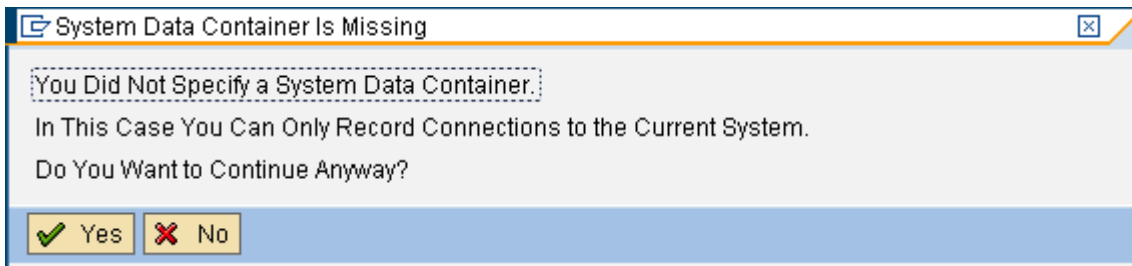 System Data Container Is Missing
You Did Not Specify a System Data Container.
In This Case You Can Only Record Connections to the Current System.
Do You Want to Continue Anyway?
Yes No